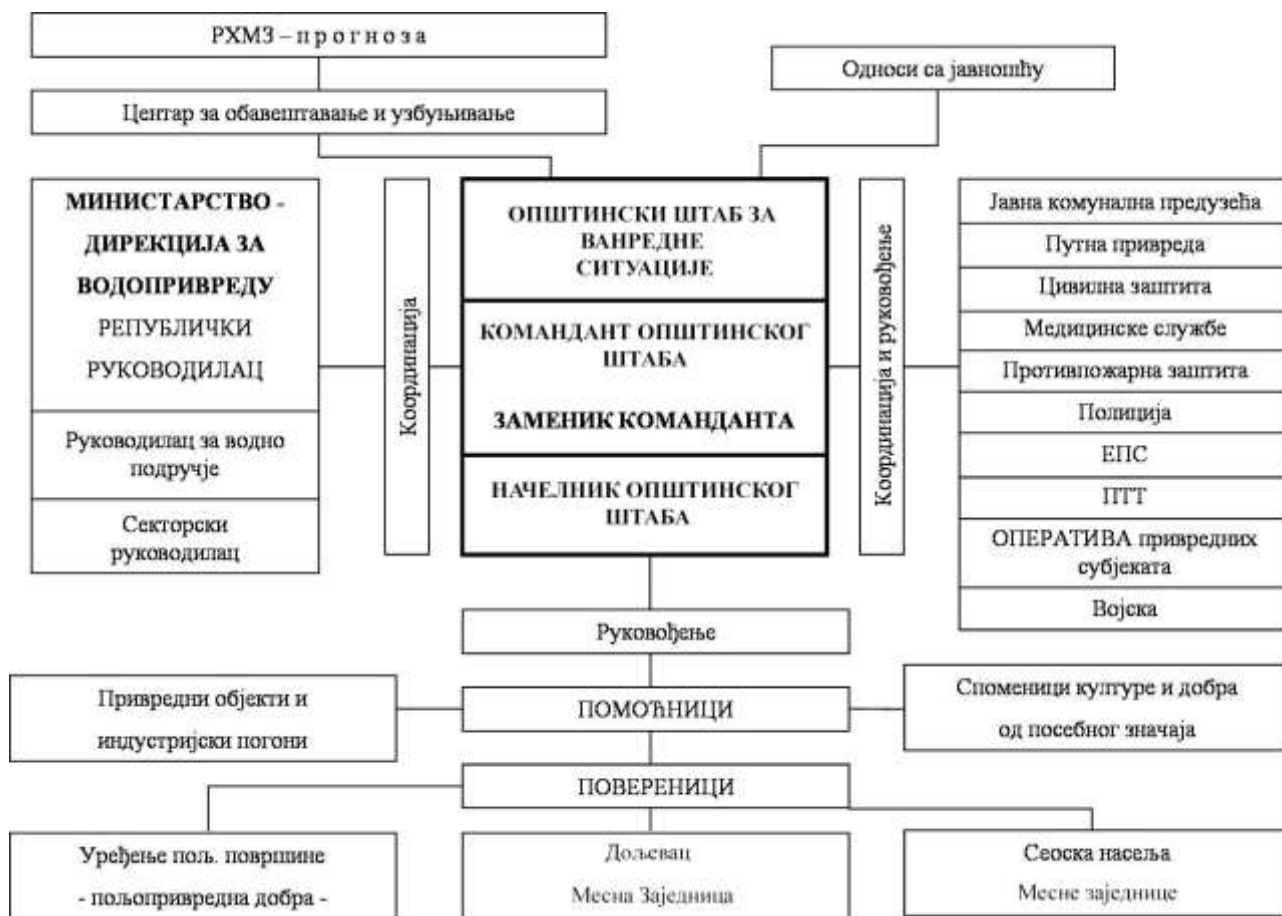 РХМЗ – п р о г н о з а
Односи са јавношћу
Центар за обавештавање и узбуњивање
МИНИСТАРСТВО -
ДИРЕКЦИЈА ЗА
ВОДОПРИВРЕДУ
РЕПУБЛИЧКИ
РУКОВОДИЛАЦ
Руководилац за водно
подручје
Секторски
руководилац
Координација
ОПШТИНСКИ ШТАБ ЗА
ВАНРЕДНЕ
СИТУАЦИЈЕ
КОМАНДАНТ ОПШТИНСКОГ
ШТАБА
ЗАМЕНИК КОМАНДАНТА
НАЧЕЛНИК ОПШТИНСКОГ
ШТАБА
Координација и руковођење
Јавна комунална предузећа
Путна привреда
Цивилна заштита
Медицинске службе
Противпожарна заштита
Полиција
ЕПС
ПТТ
ОПЕРАТИВА привредних
субјеката
Војска
Руковођење
Привредни објекти и
индустријски погони
ПОМОЋНИЦИ
Споменици културе и добра
од посебног значаја
ПОВЕРЕНИЦИ
Уређење пољ. површине
- пољопривредна добра -
Дољевац
Месна Заједница
Сеоска насеља
Месне заједнице